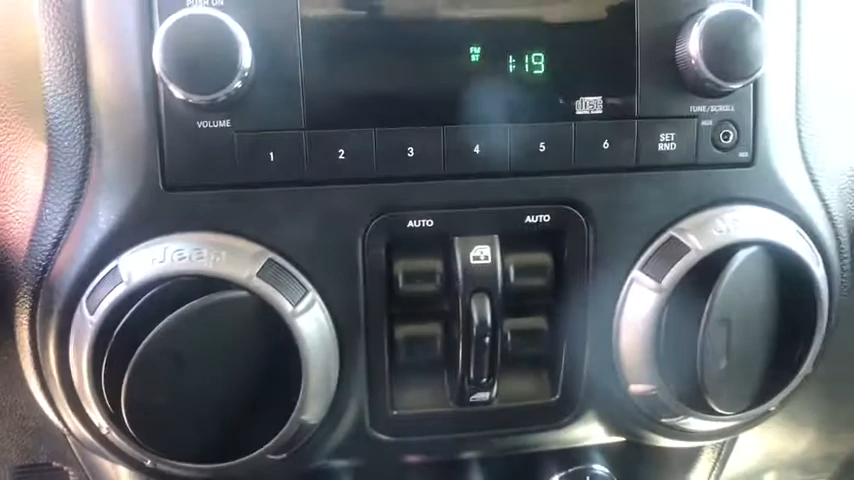 PUSH ON
FM
ST
1:19
disc
VOLUME
TUNE/SCROLL
1 2 3 4 5 6 SET
RND
AUTO AUTO
Jeep